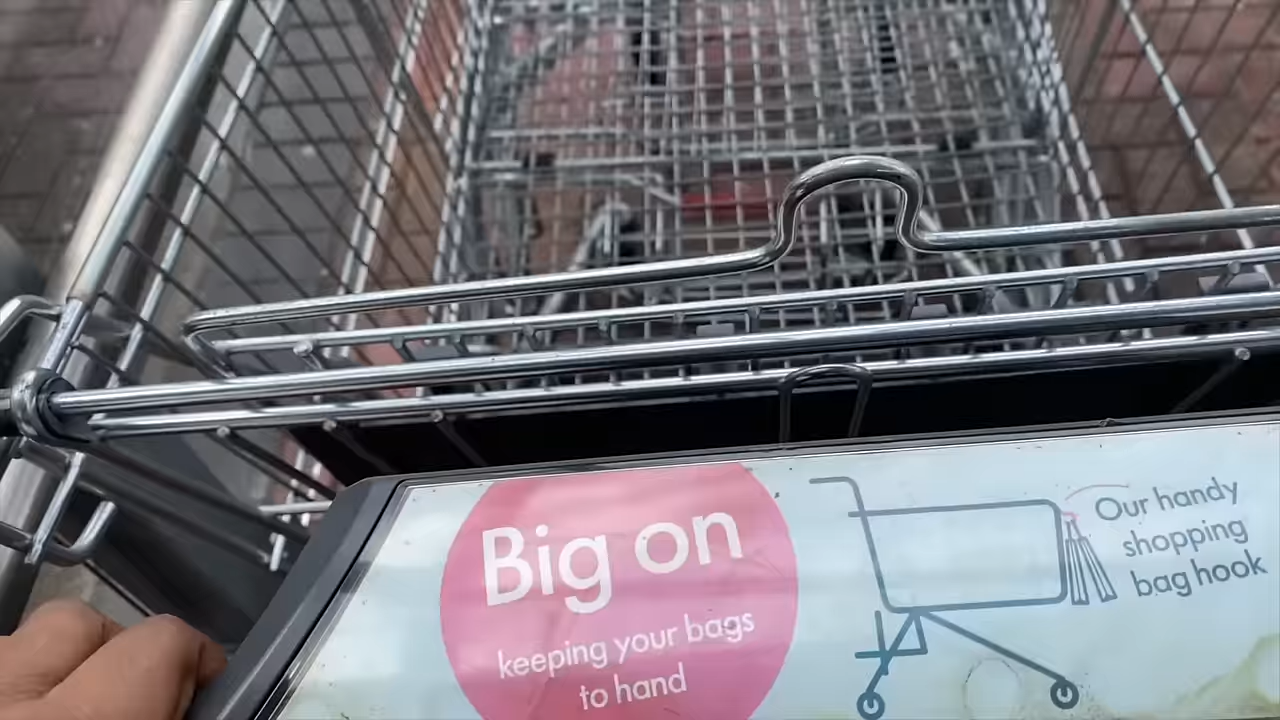 Big on
keeping your bags
to hand
Our handy
shopping
bag hook